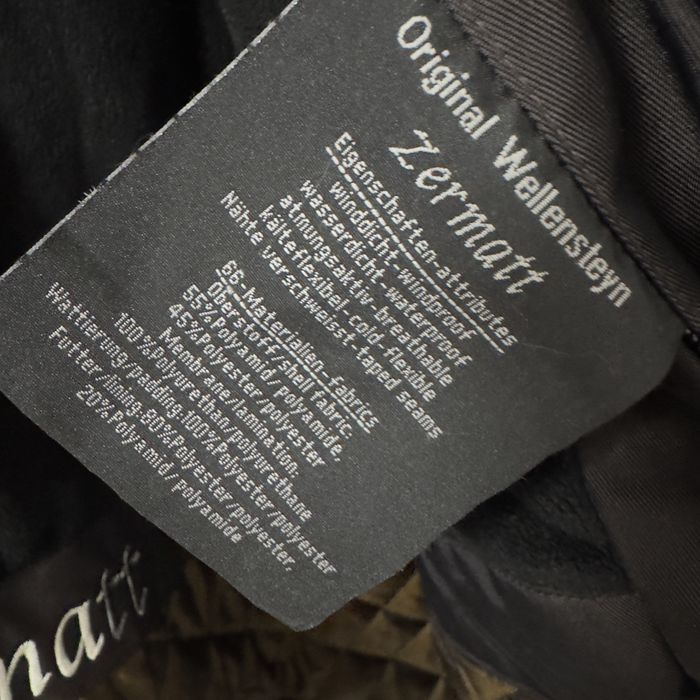 Original Wellensteyn
zermatt
Eigenschaften-attributes
winddicht-windproof
wasserdicht-waterproof
atmungsaktiv-breathable
kälteflexibel-cold-flexible
Nähte verschweisst taped seams
66-Materialien-fabrics
Oberstoff/shell fabric,
55%Polyamid/polyamide,
45%Polyester/polyester
Membrane/lamination,
100%Polyurethan/polyurethane
Wattierung/padding:100%Polyester/polyester
Futter/lining:80%Polyester/polyester,
20%Polyamid/polyamide
matt